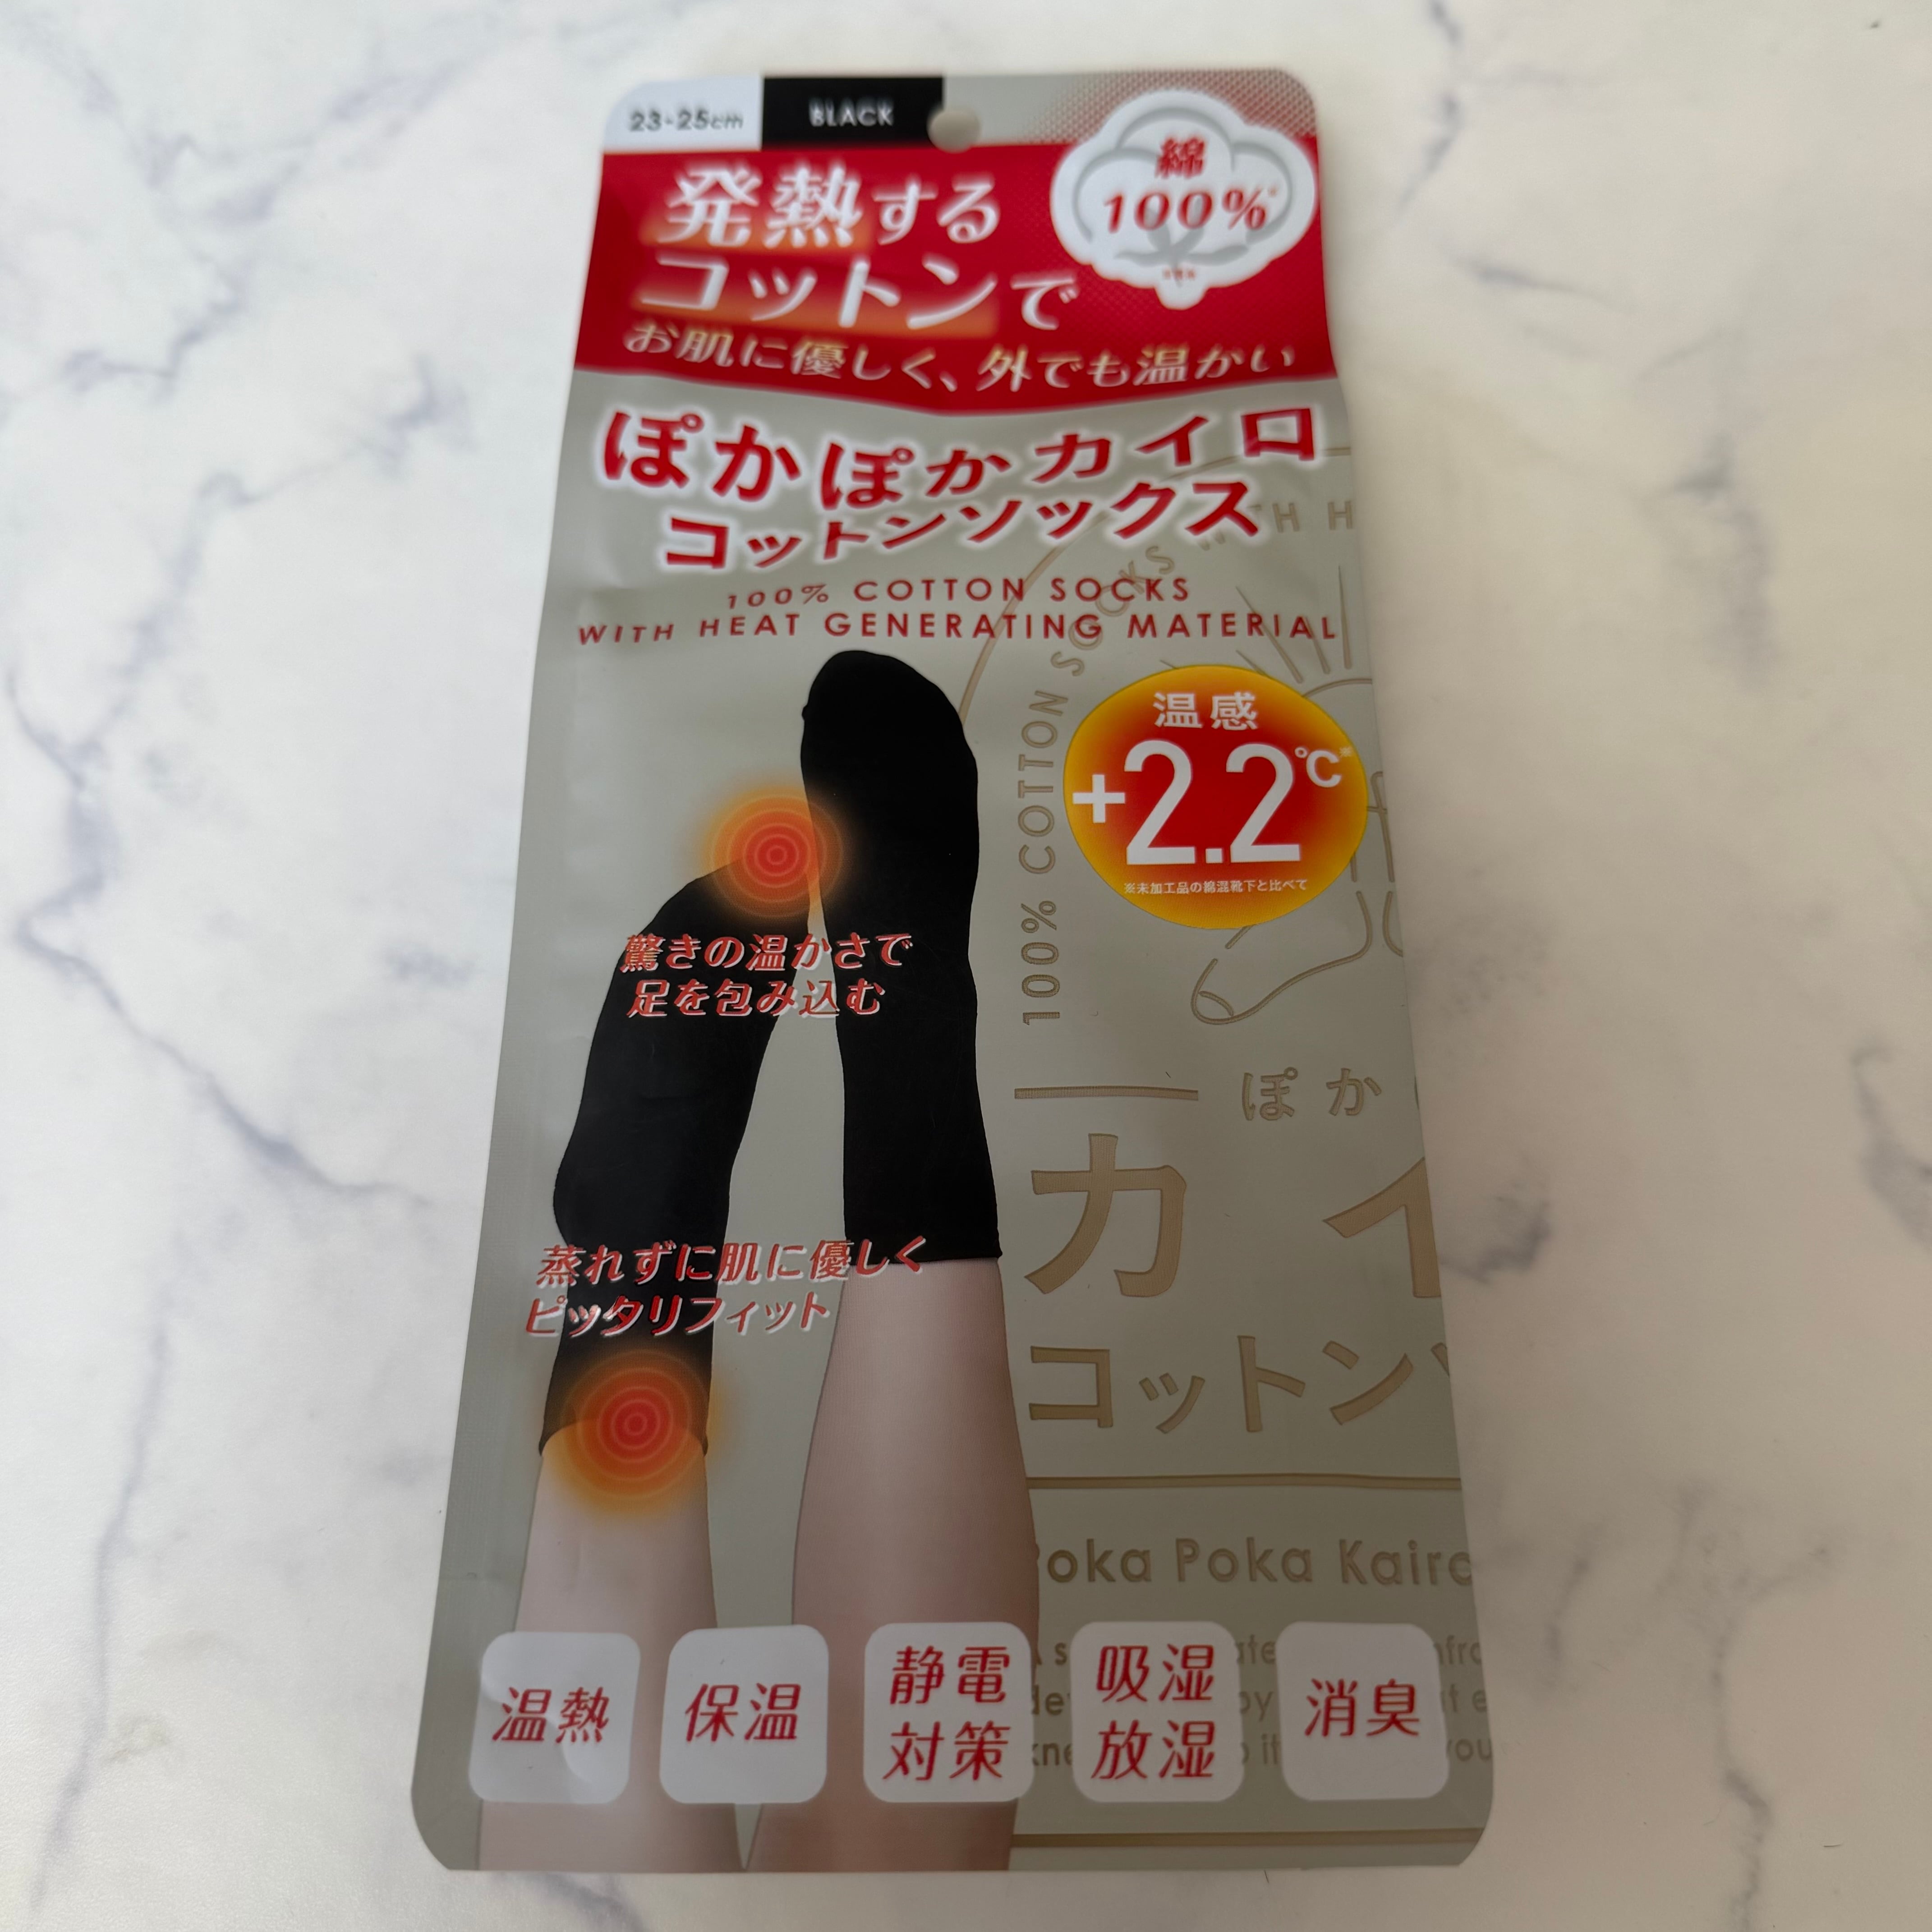 23-25cm
BLACK
綿
100%
発熱する
コットンで
お肌に優しく、外でも温かい
ぽかぽかカイロ
コットンソックス
100% COTTON SOCKS
WITH HEAT GENERATING MATERIAL
100% COTTON SOCKS
温感
+2.2℃※
※未加工品の綿混靴下と比べて
驚きの温かさで
足を包み込む
蒸れずに肌に優しく
ピッタリフィット
ぽか
カイ
コットン
Poka Kairo
温熱
保温
静電
対策
吸湿
放湿
消臭